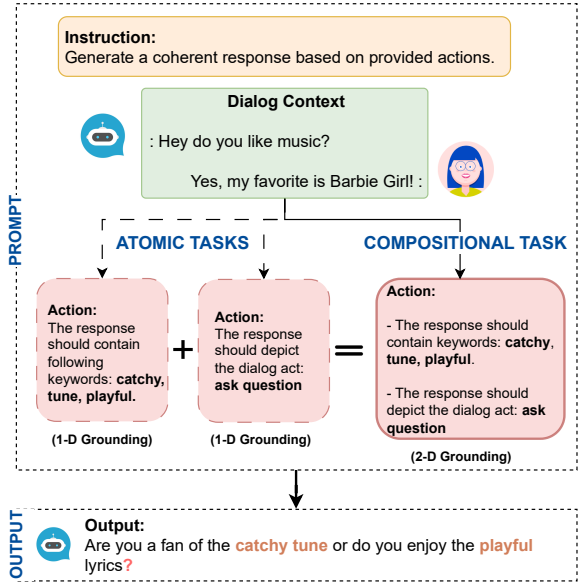 Instruction:
Generate a coherent response based on provided actions.
Dialog Context
: Hey do you like music?
Yes, my favorite is Barbie Girl! :
PROMPT
ATOMIC TASKS
COMPOSITIONAL TASK
Action:
The response
should contain
following
keywords: catchy,
tune, playful.
(1-D Grounding)
+
Action:
The response
should depict
the dialog act:
ask question
(1-D Grounding)
=
Action:
- The response should
contain keywords: catchy,
tune, playful.
- The response should
depict the dialog act: ask
question
(2-D Grounding)
OUTPUT
Output:
Are you a fan of the catchy tune or do you enjoy the playful
lyrics?